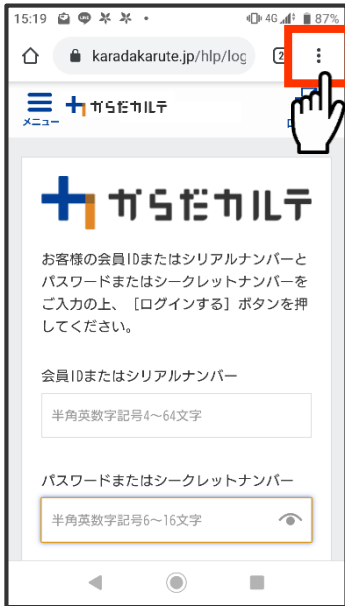 15:19 4G 87%
karadakarute.jp/hlp/log
メニュー からだカルテ
からだカルテ
お客様の会員IDまたはシリアルナンバーと
パスワードまたはシークレットナンバーを
ご入力の上、［ログインする］ボタンを押
してください。
会員IDまたはシリアルナンバー
半角英数字記号4〜64文字
パスワードまたはシークレットナンバー
半角英数字記号6〜16文字